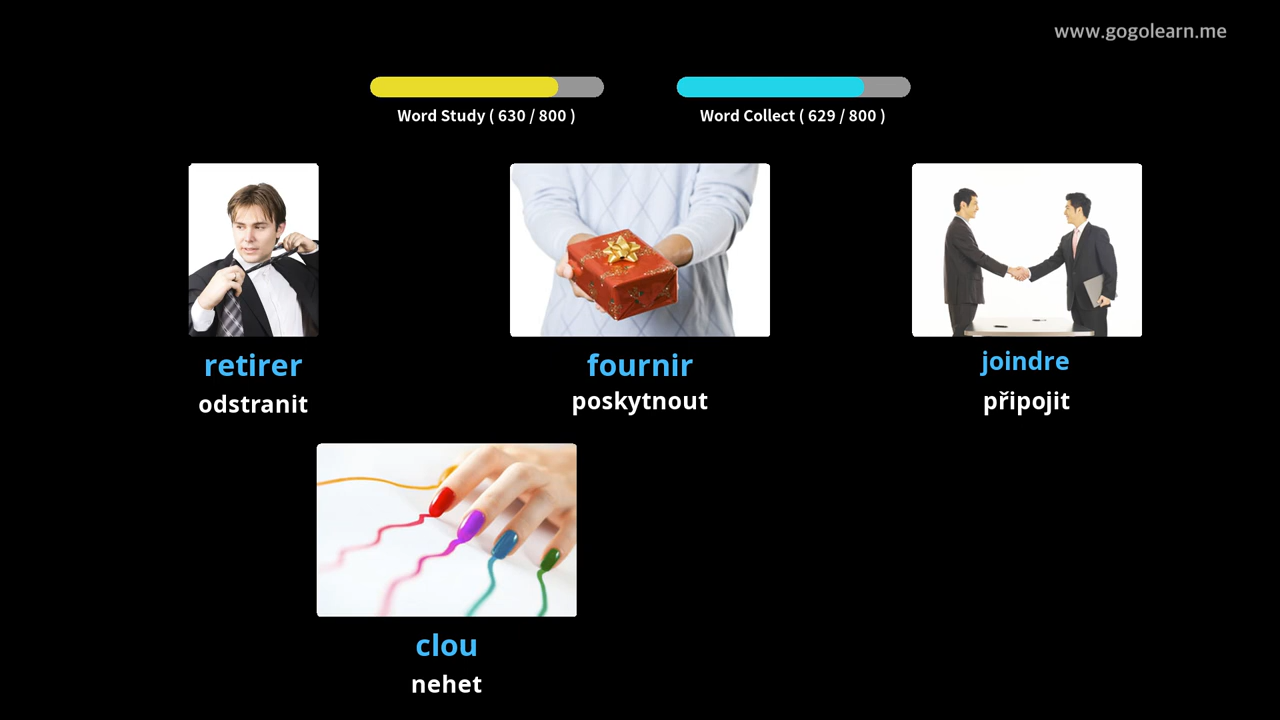 www.gogolearn.me
Word Study ( 630 / 800 )
Word Collect ( 629 / 800 )
retirer
odstranit
fournir
poskytnout
joindre
připojit
clou
nehet